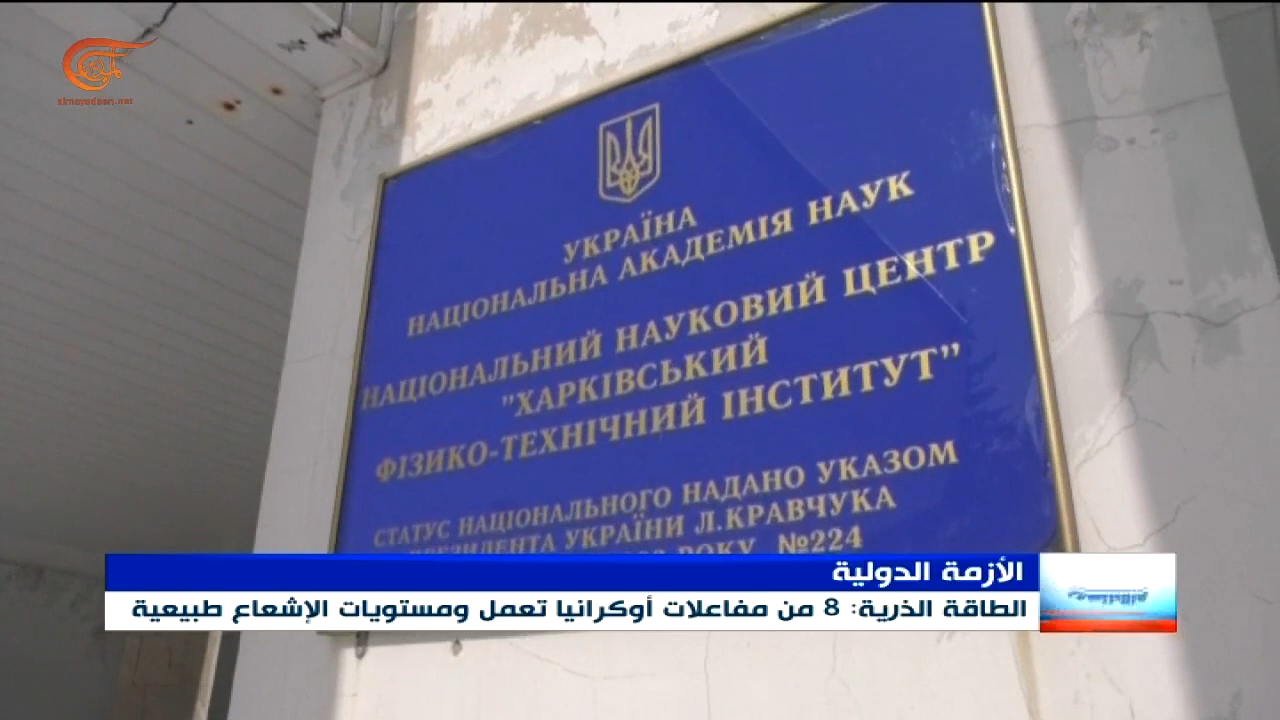 almayadeen.net
УКРАЇНА
НАЦІОНАЛЬНА АКАДЕМІЯ НАУК
НАЦІОНАЛЬНИЙ НАУКОВИЙ ЦЕНТР
"ХАРКІВСЬКИЙ
ФІЗИКО-ТЕХНІЧНИЙ ІНСТИТУТ"
СТАТУС НАЦІОНАЛЬНОГО НАДАНО УКАЗОМ
ПРЕЗИДЕНТА УКРАЇНИ Л.КРАВЧУКА
РОКУ №224
الأزمة الدولية
الطاقة الذرية: 8 من مفاعلات أوكرانيا تعمل ومستويات الإشعاع طبيعية